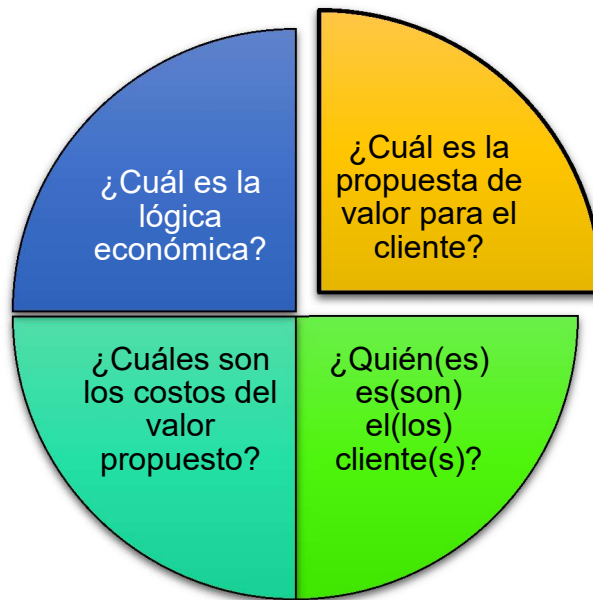 ¿Cuál es la
lógica
económica?
¿Cuál es la
propuesta de
valor para el
cliente?
¿Cuáles son
los costos del
valor
propuesto?
¿Quién(es)
es(son)
el(los)
cliente(s)?